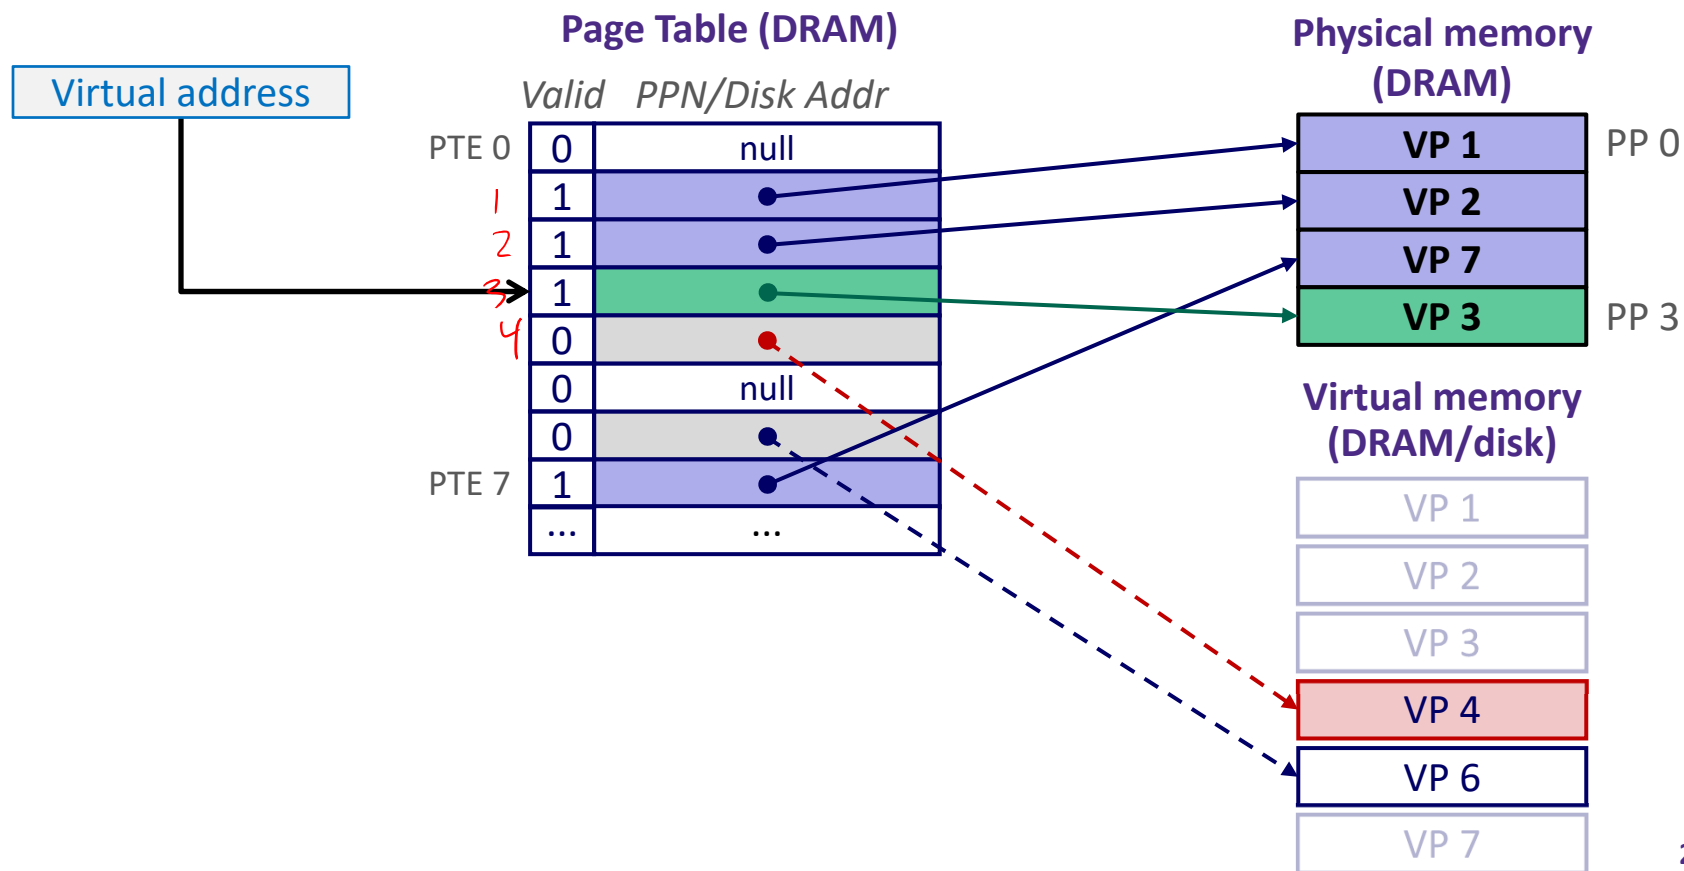 Page Table (DRAM)
Physical memory
(DRAM)
Virtual address
Valid PPN/Disk Addr
PTE 0 0 null
1 1
2 1
3 1
4 0
0 null
0
PTE 7 1
... ...
VP 1 PP 0
VP 2
VP 7
VP 3 PP 3
Virtual memory
(DRAM/disk)
VP 1
VP 2
VP 3
VP 4
VP 6
VP 7